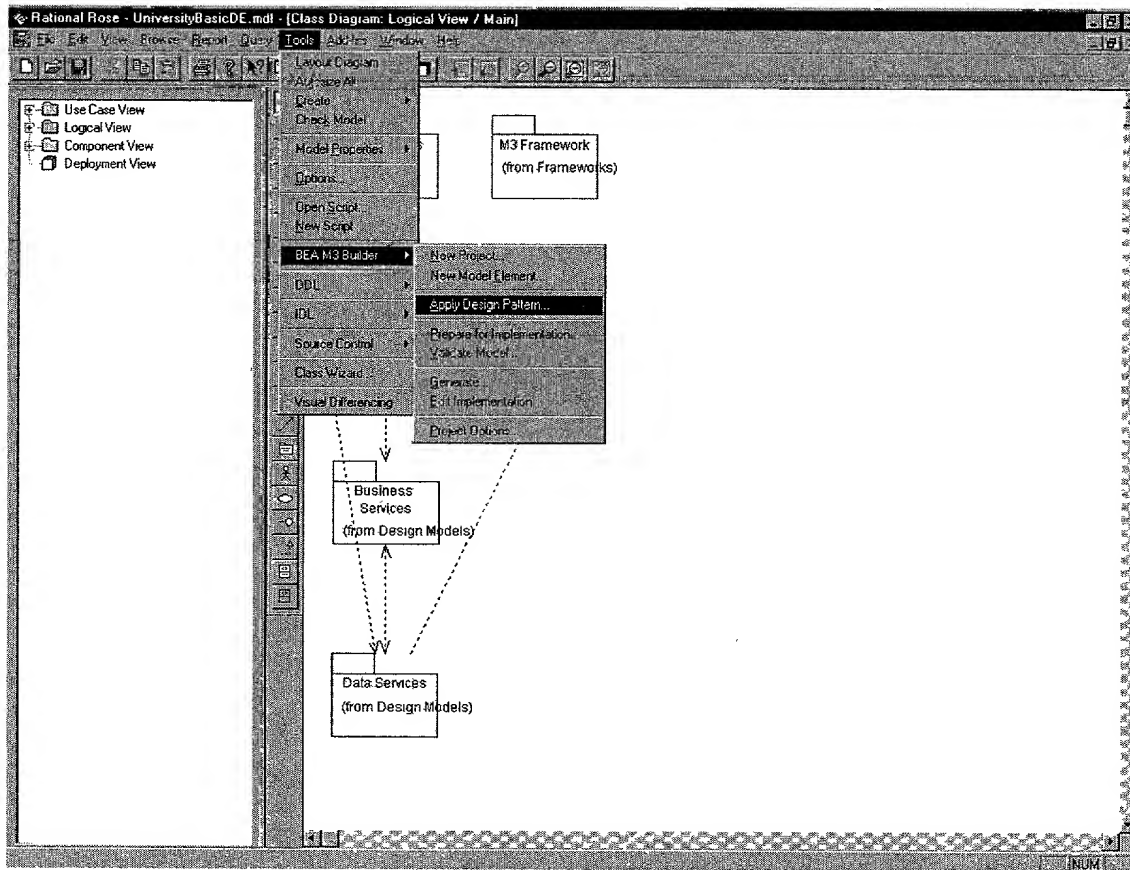 Rational Rose - UniversityBasicDE.mdl - [Class Diagram: Logical View / Main]
File Edit View Browse Report Query Tools Add-Ins Window Help
Layout Diagram
Autosize All
Create
Check Model
Model Properties
Options...
Open Script...
New Script
BEA M3 Builder
DDL
IDL
Source Control
Class Wizard...
Visual Differencing
New Project...
New Model Element...
Apply Design Pattern...
Prepare for Implementation...
Validate Model...
Generate...
Edit Implementation
Project Options...
Use Case View
Logical View
Component View
Deployment View
M3 Framework
(from Frameworks)
Business
Services
(from Design Models)
Data Services
(from Design Models)
NUM